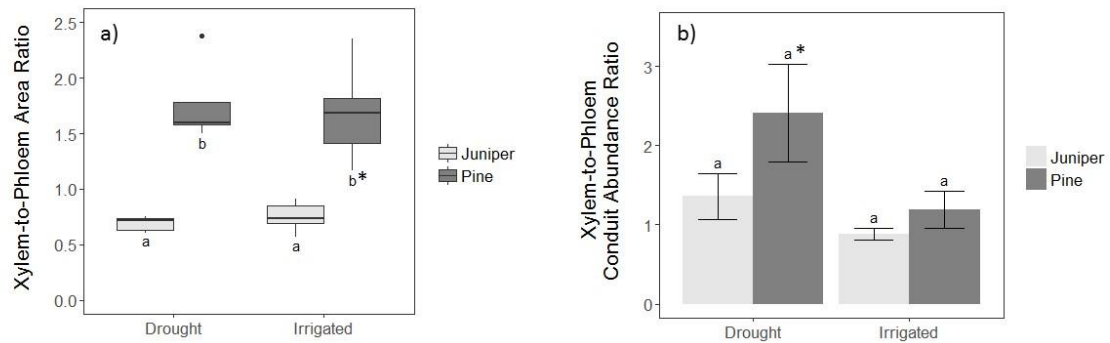 a)
Xylem-to-Phloem Area Ratio
2.5
2.0
1.5
1.0
0.5
0.0
b
b*
a
a
Drought
Irrigated
Juniper
Pine
b)
Xylem-to-Phloem
Conduit Abundance Ratio
3
2
1
0
a
a*
a
a
Drought
Irrigated
Juniper
Pine